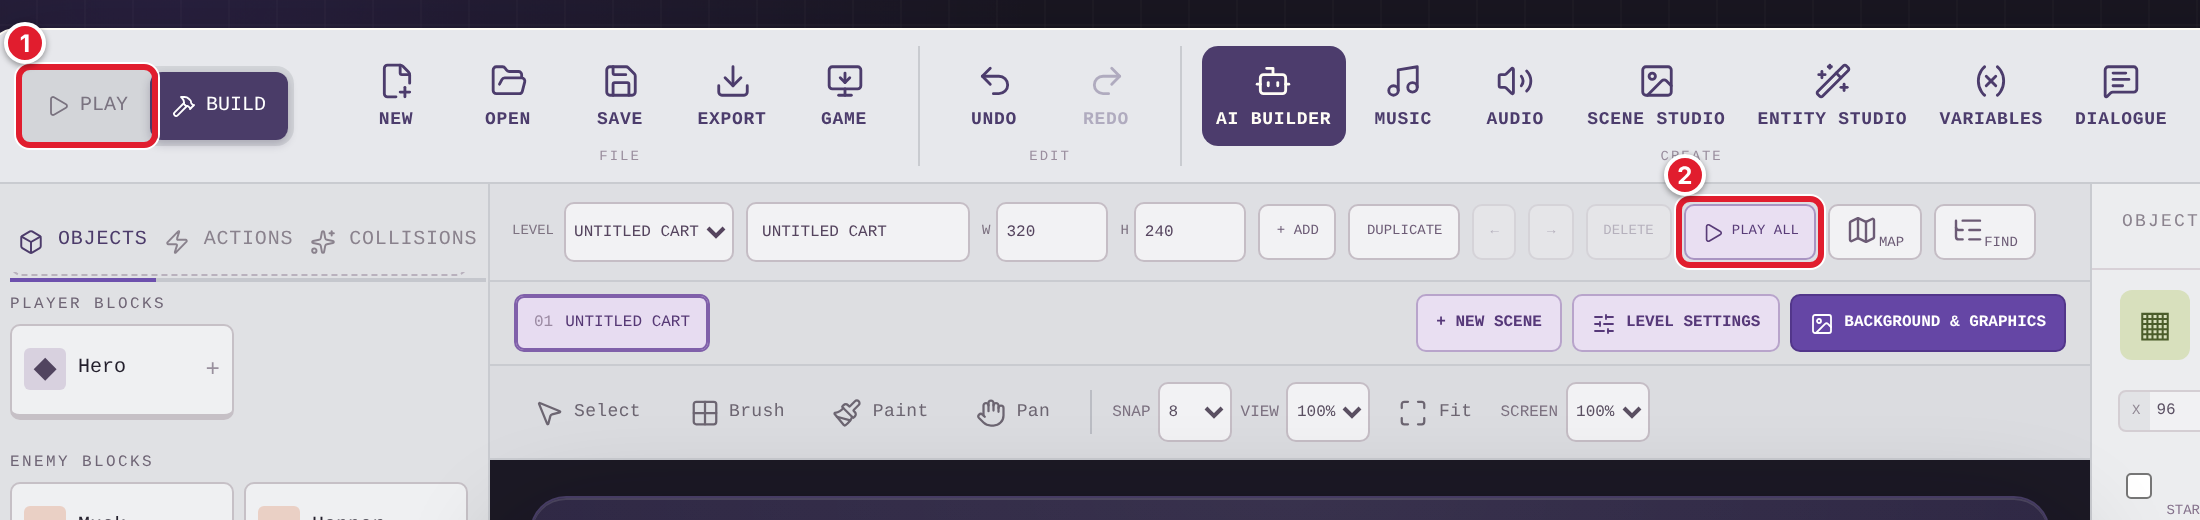 1
PLAY BUILD NEW OPEN SAVE EXPORT GAME UNDO REDO AI BUILDER MUSIC AUDIO SCENE STUDIO ENTITY STUDIO VARIABLES DIALOGUE
FILE EDIT CREATE
2
OBJECTS ACTIONS COLLISIONS
LEVEL UNTITLED CART UNTITLED CART W 320 H 240 + ADD DUPLICATE ← → DELETE PLAY ALL MAP FIND
OBJECT
PLAYER BLOCKS
01 UNTITLED CART + NEW SCENE LEVEL SETTINGS BACKGROUND & GRAPHICS
Hero +
Select Brush Paint Pan SNAP 8 VIEW 100% Fit SCREEN 100%
X 96
ENEMY BLOCKS
STAR